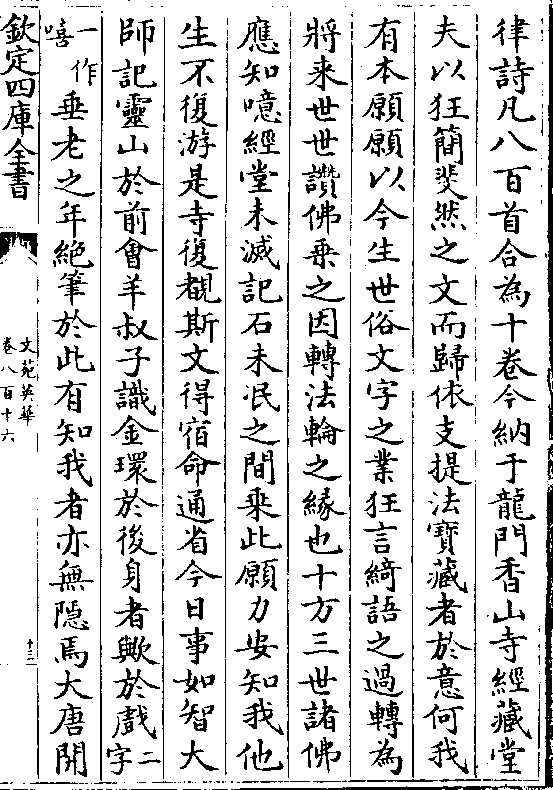 律詩凡八百首合為十卷今納于龍門香山寺經藏堂
夫以狂簡斐然之文而歸依支提法寶藏者於意何我
有本願願以今生世俗文字之業狂言綺語之過轉為
將来世世讚佛乗之因轉法輪之緣也十方三世諸佛
應知噫經堂未滅記石未泯之間乗此願力安知我他
生不復游是寺復覩斯文得宿命通省今日事如智大
師記靈山於前會羊叔子識金環於後身者歟於戲二字
一作嘻垂老之年絶筆於此有知我者亦無隱焉大唐開
欽定四庫全書
文苑英華
卷八百十六
十三